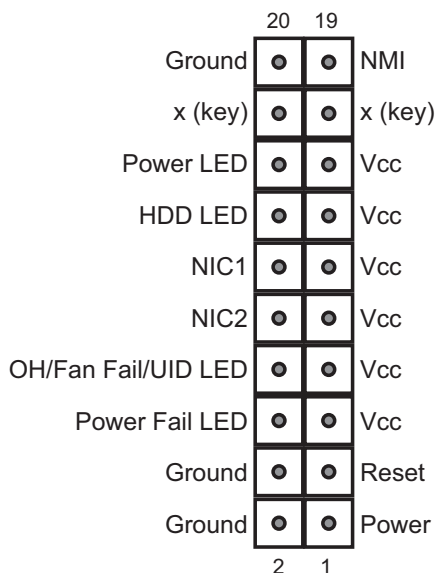 20 19
Ground NMI
x (key) x (key)
Power LED Vcc
HDD LED Vcc
NIC1 Vcc
NIC2 Vcc
OH/Fan Fail/UID LED Vcc
Power Fail LED Vcc
Ground Reset
Ground Power
2 1